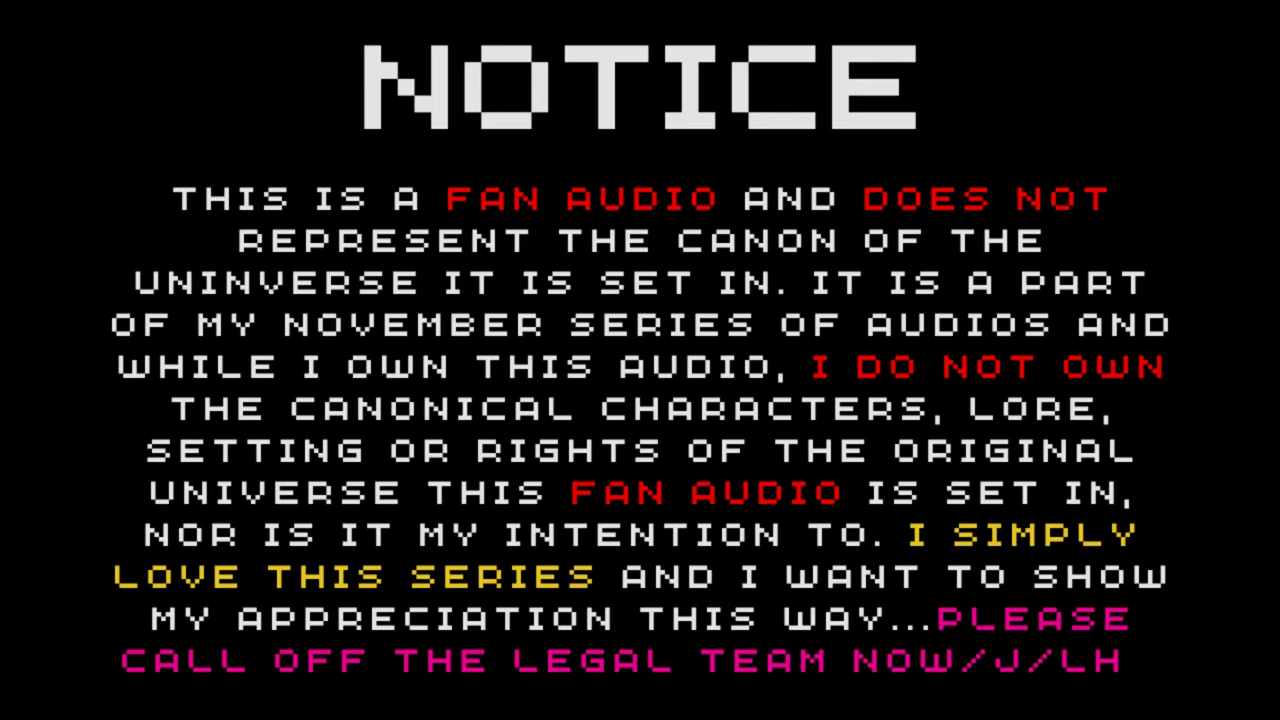 NOTICE
THIS IS A FAN AUDIO AND DOES NOT
REPRESENT THE CANON OF THE
UNINVERSE IT IS SET IN. IT IS A PART
OF MY NOVEMBER SERIES OF AUDIOS AND
WHILE I OWN THIS AUDIO, I DO NOT OWN
THE CANONICAL CHARACTERS, LORE,
SETTING OR RIGHTS OF THE ORIGINAL
UNIVERSE THIS FAN AUDIO IS SET IN,
NOR IS IT MY INTENTION TO. I SIMPLY
LOVE THIS SERIES AND I WANT TO SHOW
MY APPRECIATION THIS WAY...PLEASE
CALL OFF THE LEGAL TEAM NOW/J/LH